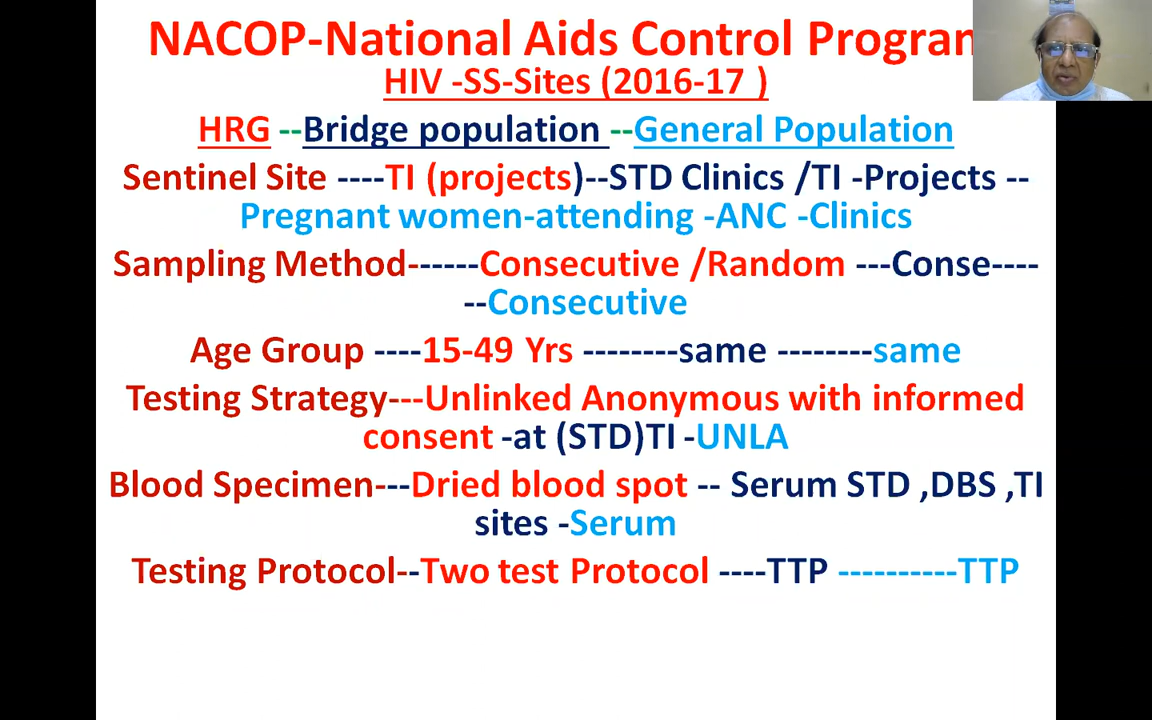 NACOP-National Aids Control Program
HIV -SS-Sites (2016-17 )
HRG --Bridge population --General Population
Sentinel Site ----TI (projects)--STD Clinics /TI -Projects --
Pregnant women-attending -ANC -Clinics
Sampling Method------Consecutive /Random ---Conse----
--Consecutive
Age Group ----15-49 Yrs --------same --------same
Testing Strategy---Unlinked Anonymous with informed
consent -at (STD)TI -UNLA
Blood Specimen---Dried blood spot -- Serum STD ,DBS ,TI
sites -Serum
Testing Protocol--Two test Protocol ----TTP ----------TTP